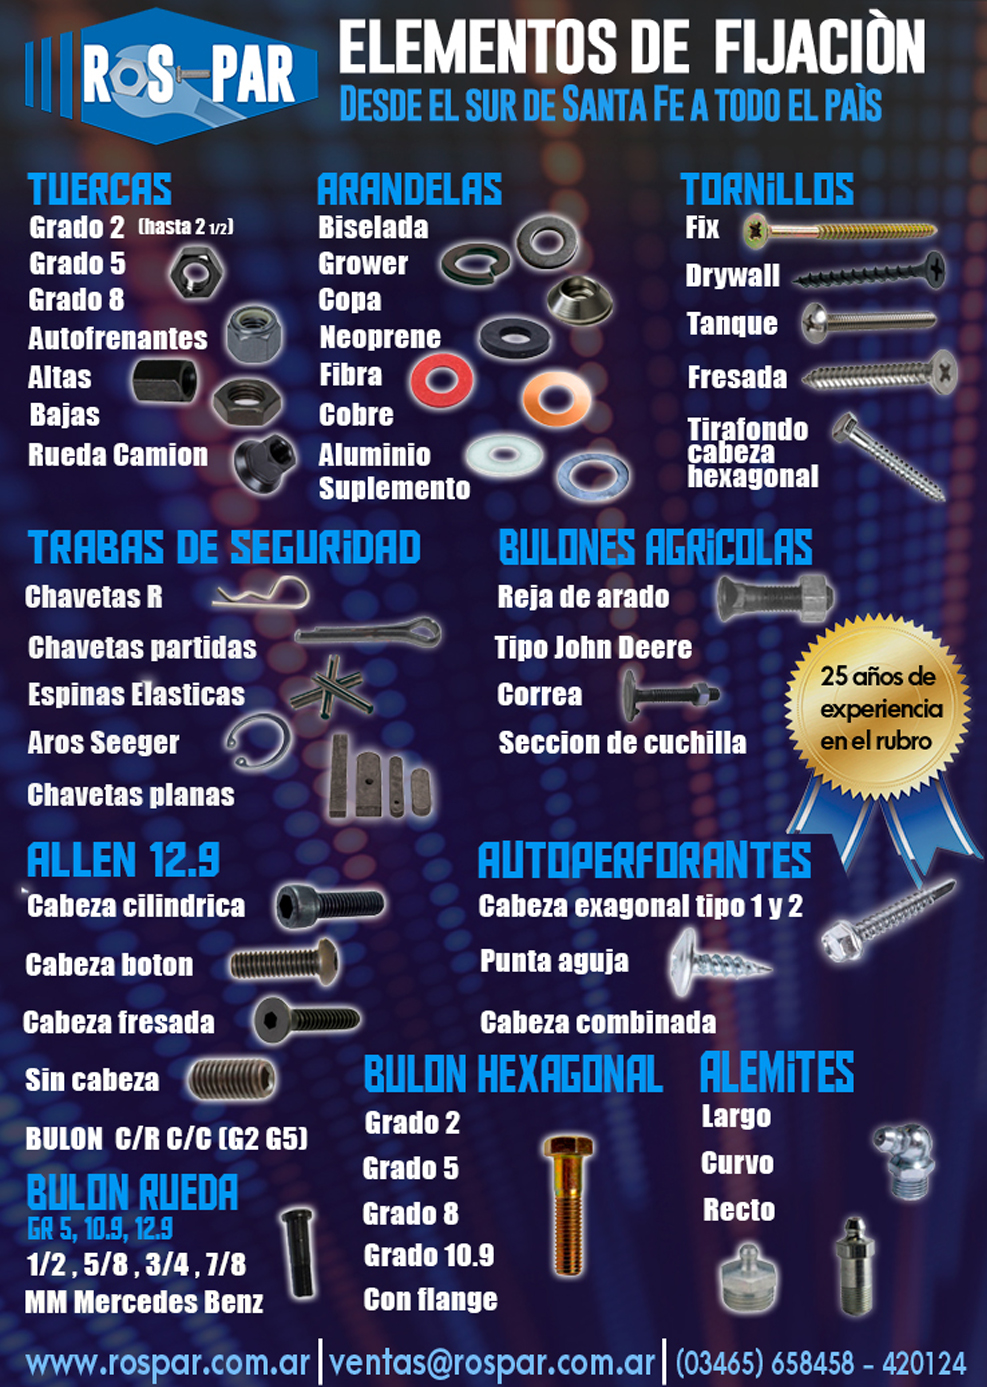 ROS-PAR
ELEMENTOS DE FIJACIÒN
DESDE EL SUR DE SANTA FE A TODO EL PAÌS
TUERCAS
Grado 2 (hasta 2 1/2)
Grado 5
Grado 8
Autofrenantes
Altas
Bajas
Rueda Camion
ARANDELAS
Biselada
Grower
Copa
Neoprene
Fibra
Cobre
Aluminio
Suplemento
TORNiLLOS
Fix
Drywall
Tanque
Fresada
Tirafondo
cabeza
hexagonal
TRABAS DE SEGURiDAD
Chavetas R
Chavetas partidas
Espinas Elasticas
Aros Seeger
Chavetas planas
BULONES AGRiCOLAS
Reja de arado
Tipo John Deere
Correa
Seccion de cuchilla
25 años de
experiencia
en el rubro
ALLEN 12.9
Cabeza cilindrica
Cabeza boton
Cabeza fresada
Sin cabeza
BULON C/R C/C (G2 G5)
AUTOPERFORANTES
Cabeza exagonal tipo 1 y 2
Punta aguja
Cabeza combinada
BULON RUEDA
GR 5, 10.9, 12.9
1/2 , 5/8 , 3/4 , 7/8
MM Mercedes Benz
BULON HEXAGONAL
Grado 2
Grado 5
Grado 8
Grado 10.9
Con flange
ALEMiTES
Largo
Curvo
Recto
www.rospar.com.ar | ventas@rospar.com.ar | (03465) 658458 - 420124